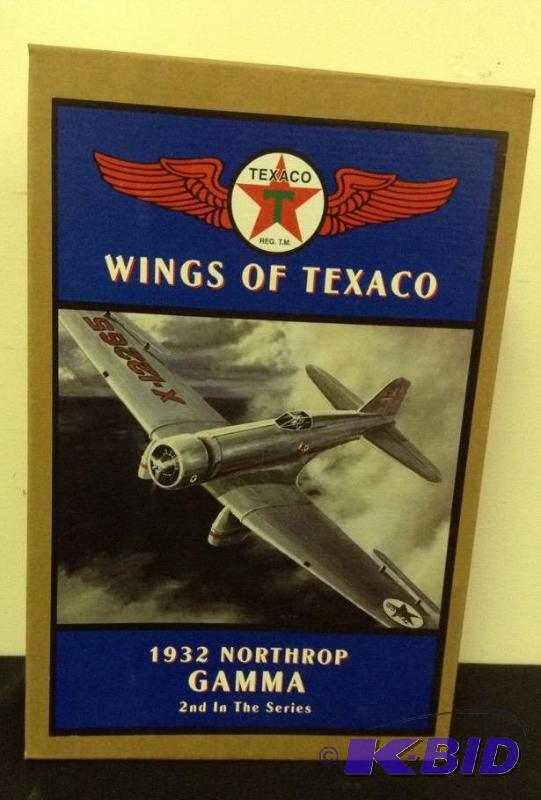 TEXACO
T
REG. T.M.
WINGS OF TEXACO
X-12265
1932 NORTHROP
GAMMA
2nd In The Series
© K-BID